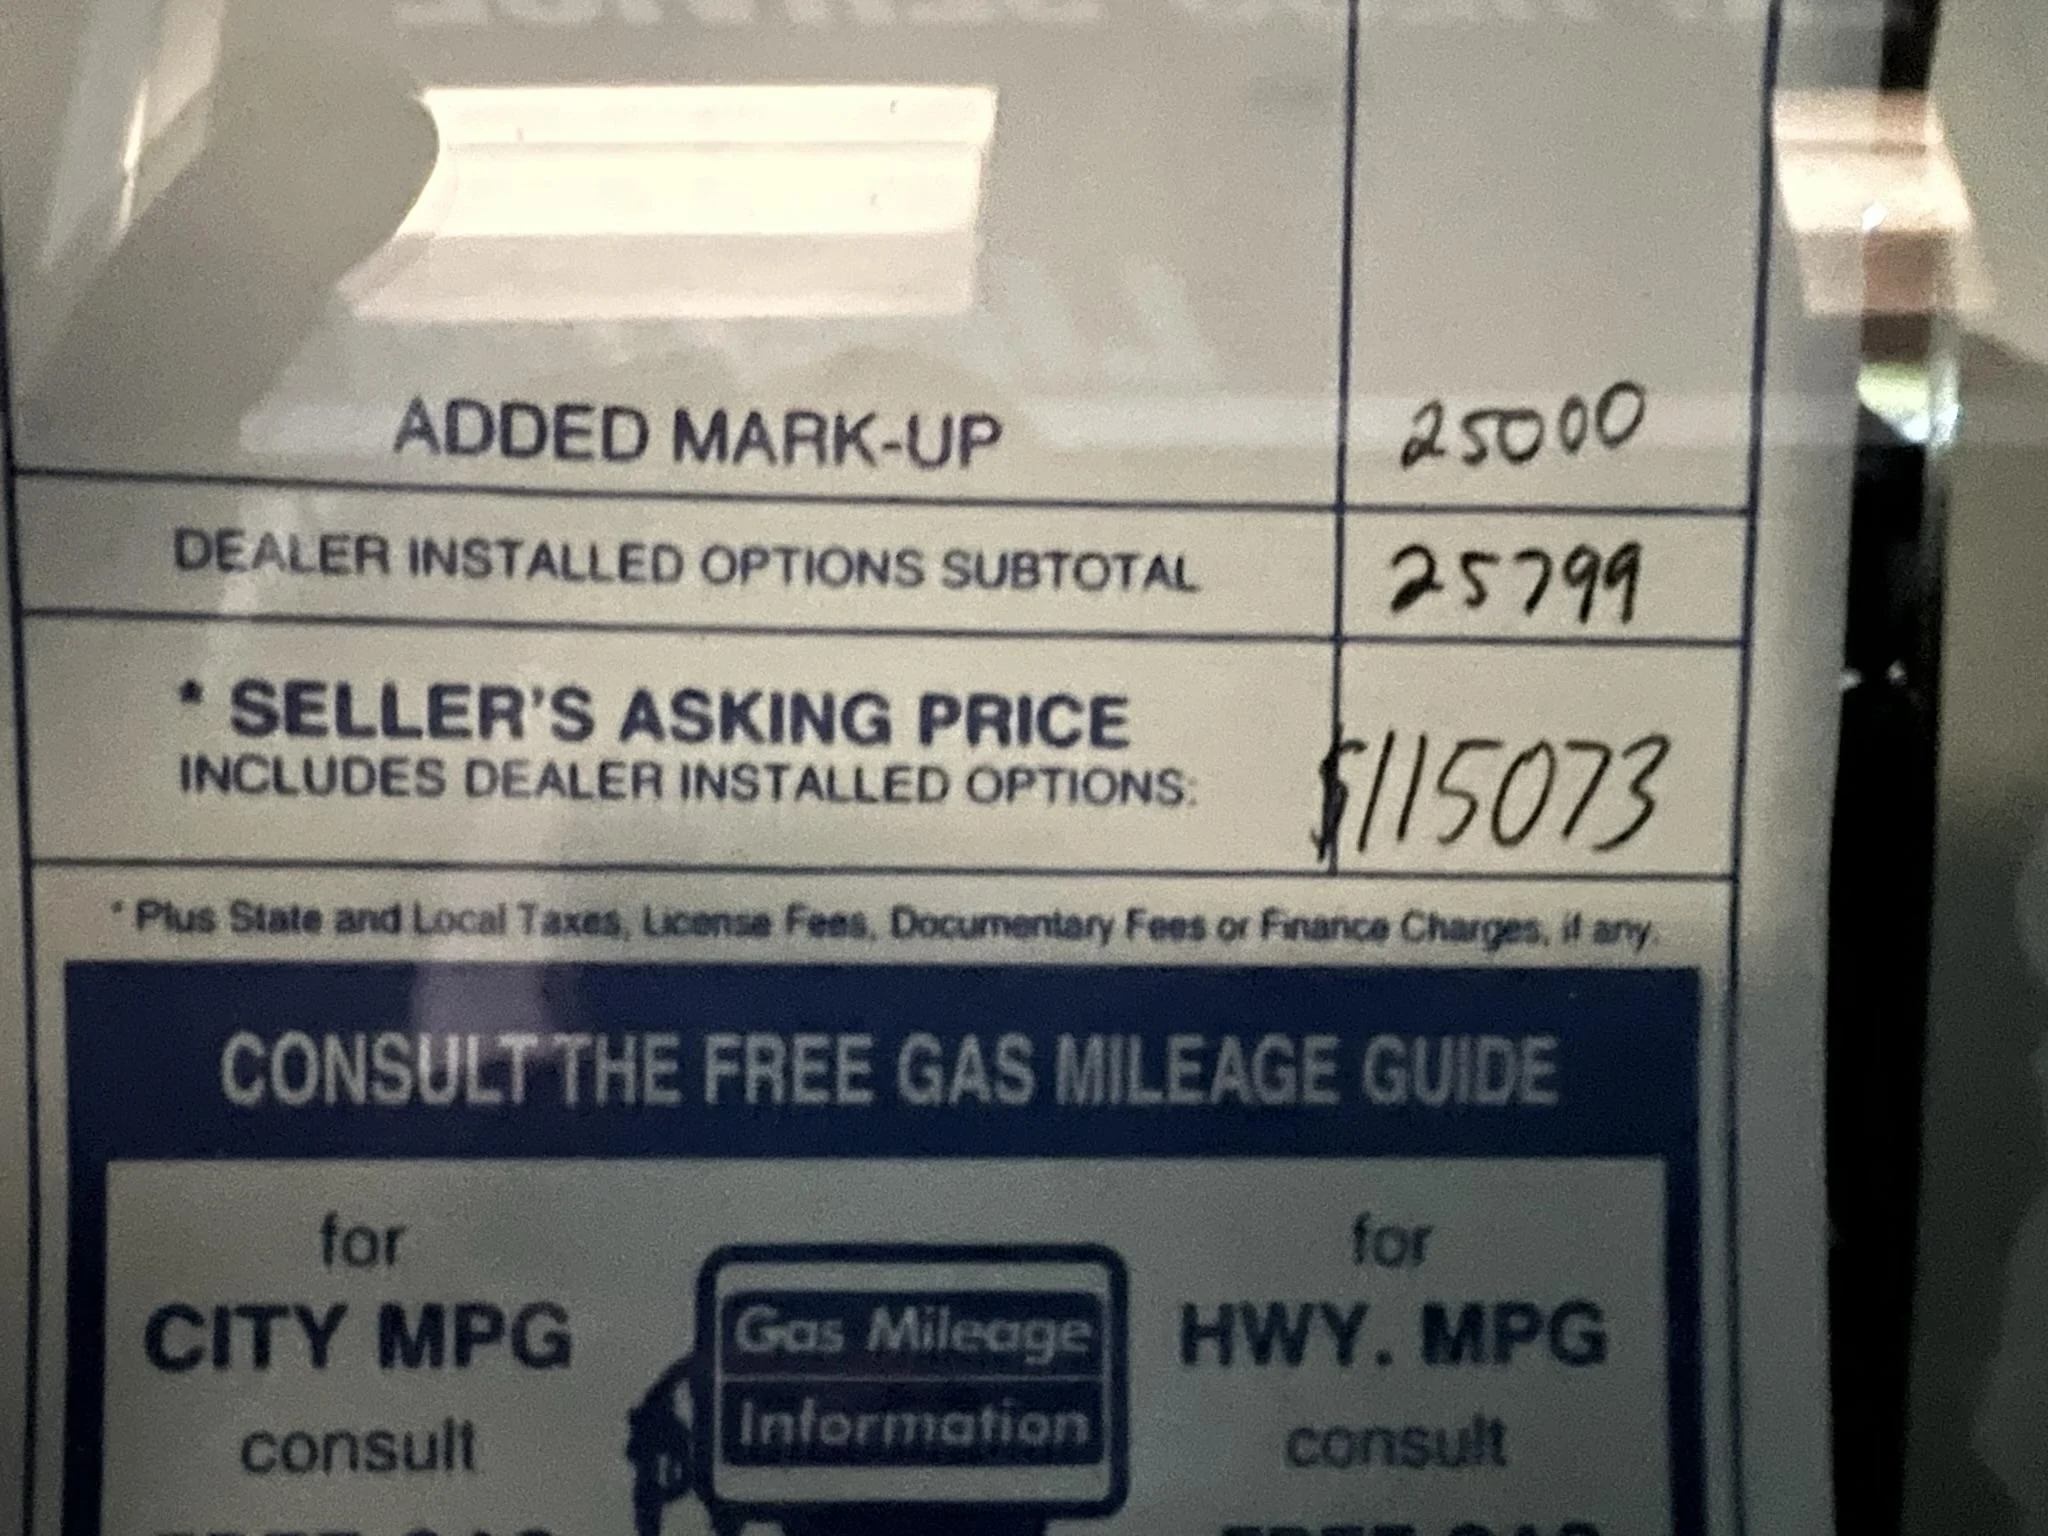 ADDED MARK-UP 25000
DEALER INSTALLED OPTIONS SUBTOTAL 25799
* SELLER'S ASKING PRICE
INCLUDES DEALER INSTALLED OPTIONS: $115073
* Plus State and Local Taxes, License Fees, Documentary Fees or Finance Charges, if any.
CONSULT THE FREE GAS MILEAGE GUIDE
for
CITY MPG
consult
Gas Mileage
Information
for
HWY. MPG
consult